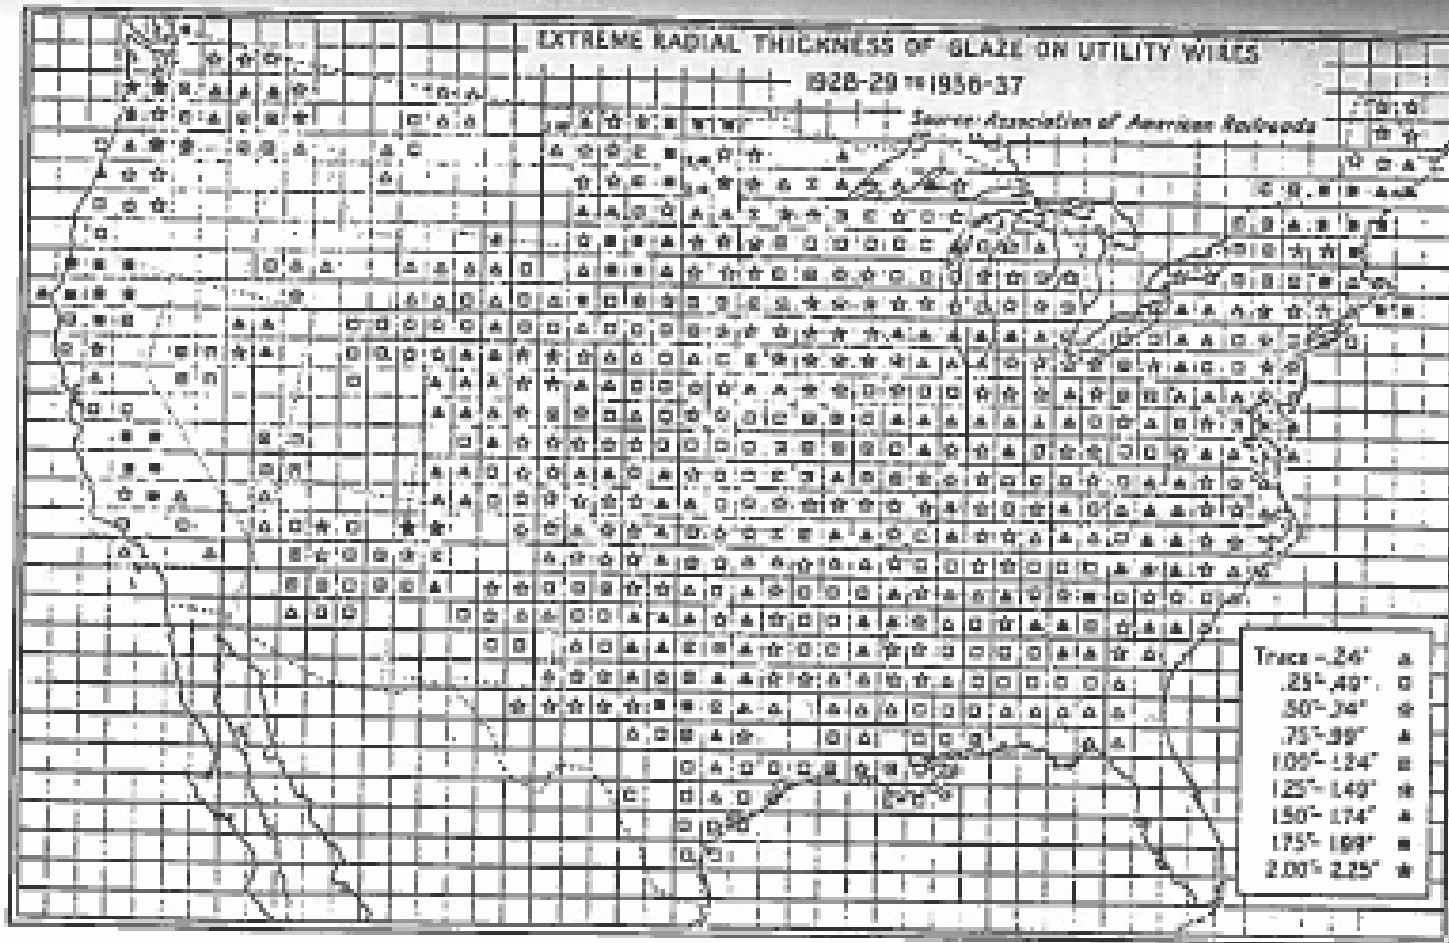 EXTREME RADIAL THICKNESS OF GLAZE ON UTILITY WIRES
1928-29 TO 1936-37
Source: Association of American Railroads
Trace-.24"
.25"-.49"
.50"-.74"
.75"-.99"
1.00"-1.24"
1.25"-1.49"
1.50"-1.74"
1.75"-1.99"
2.00"-2.25"